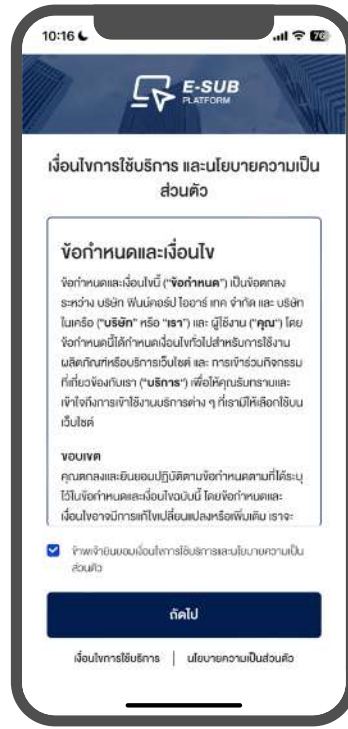 10:16
76
E-SUB
PLATFORM
เงื่อนไขการใช้บริการ และนโยบายความเป็น
ส่วนตัว
ข้อกำหนดและเงื่อนไข
ข้อกำหนดและเงื่อนไขนี้ ("ข้อกำหนด") เป็นข้อตกลง
ระหว่าง บริษัท ฟินน์คอร์ป ไออาร์ เทค จำกัด และ บริษัท
ในเครือ ("บริษัท" หรือ "เรา") และ ผู้ใช้งาน ("คุณ") โดย
ข้อกำหนดนี้ได้กำหนดเงื่อนไขทั่วไปสำหรับการใช้งาน
ผลิตภัณฑ์หรือบริการเว็บไซต์ และ การเข้าร่วมกิจกรรม
ที่เกี่ยวข้องกับเรา ("บริการ") เพื่อให้คุณรับทราบและ
เข้าใจถึงการเข้าใช้งานบริการต่าง ๆ ที่เรามีให้เลือกใช้บน
เว็บไซต์
ขอบเขต
คุณตกลงและยินยอมปฏิบัติตามข้อกำหนดตามที่ได้ระบุ
ไว้ในข้อกำหนดและเงื่อนไขฉบับนี้ โดยข้อกำหนดและ
เงื่อนไขอาจมีการแก้ไขเปลี่ยนแปลงหรือเพิ่มเติม เราจะ
ข้าพเจ้ายินยอมเงื่อนไขการใช้บริการและนโยบายความเป็น
ส่วนตัว
ถัดไป
เงื่อนไขการใช้บริการ | นโยบายความเป็นส่วนตัว